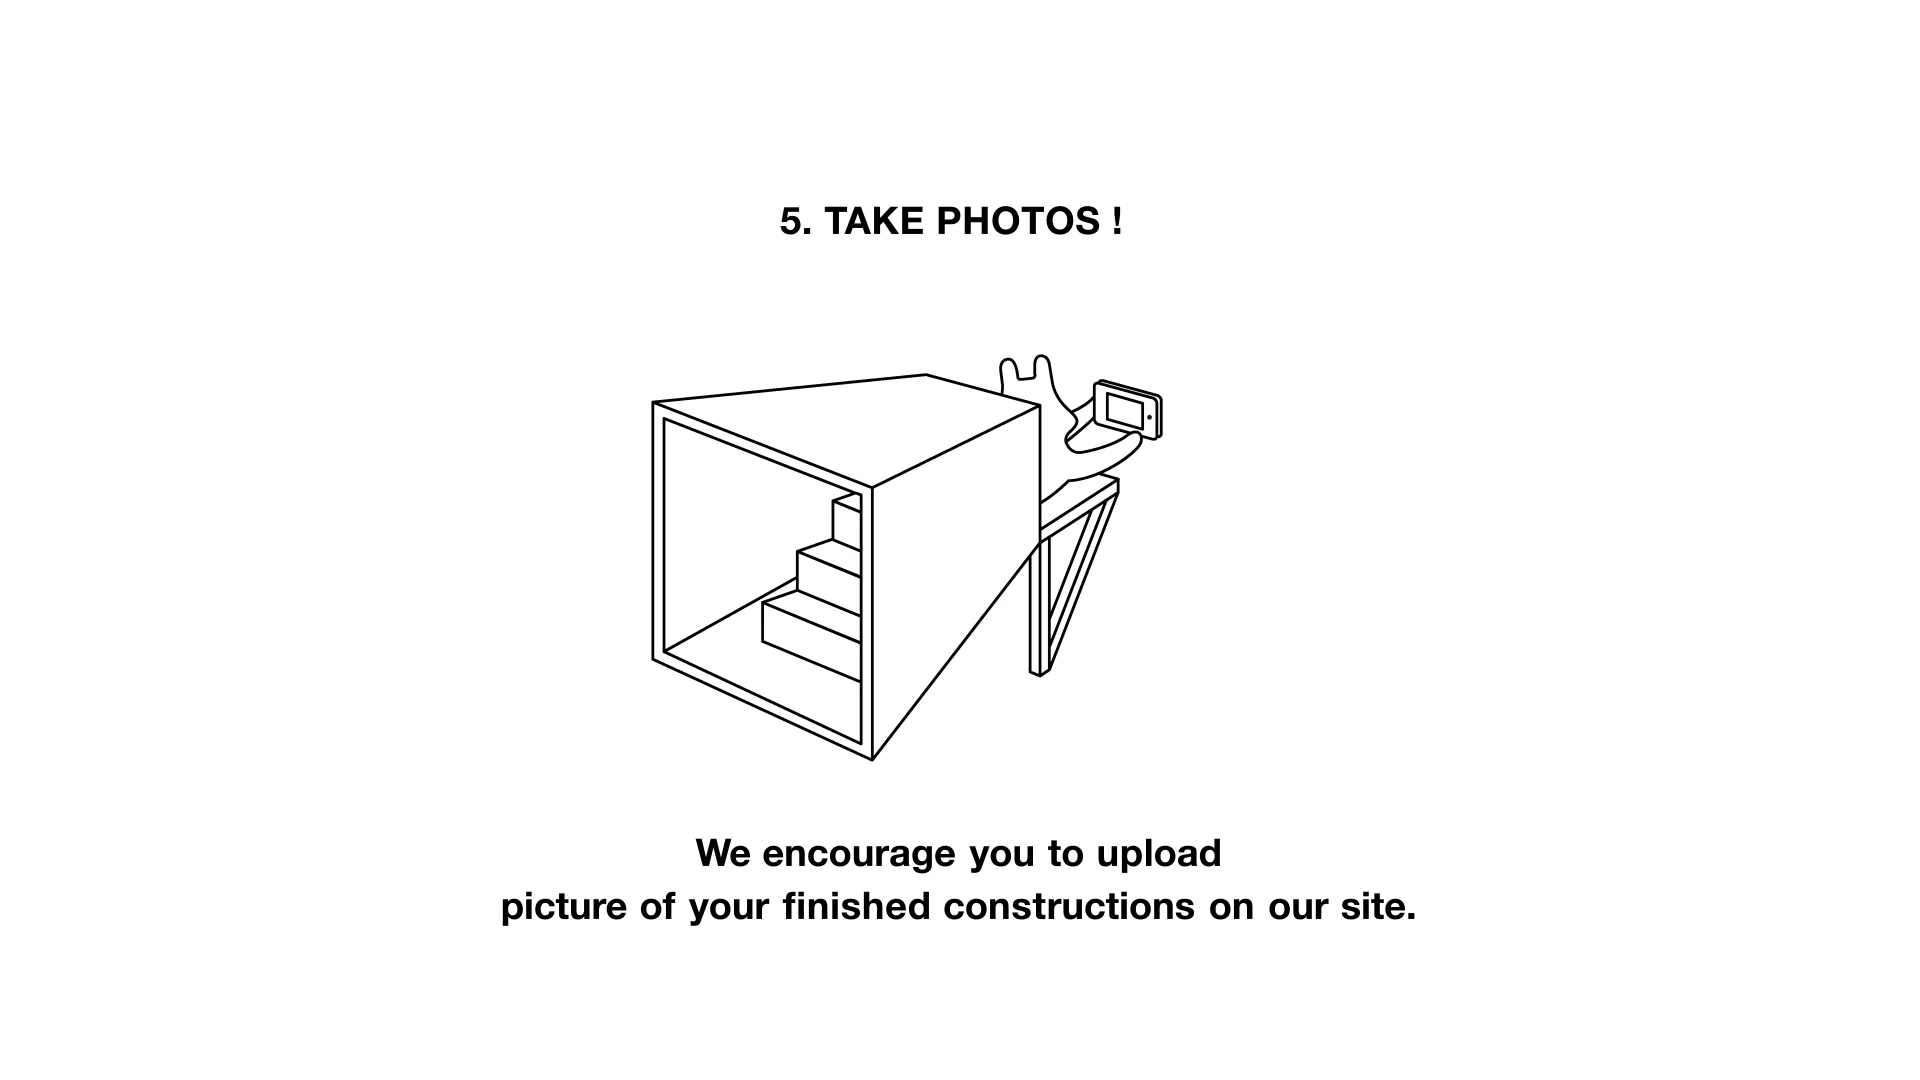 5. TAKE PHOTOS !
We encourage you to upload
picture of your finished constructions on our site.